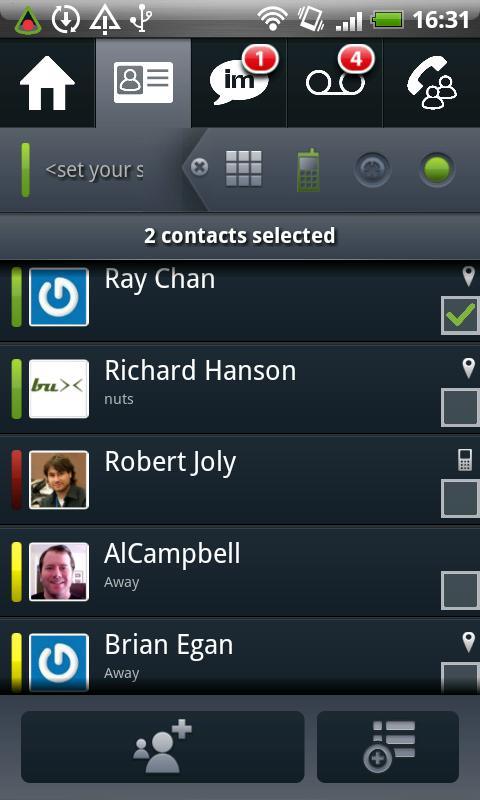 16:31
im
1
4
<set your s
2 contacts selected
Ray Chan
Richard Hanson
nuts
Robert Joly
AlCampbell
Away
Brian Egan
Away